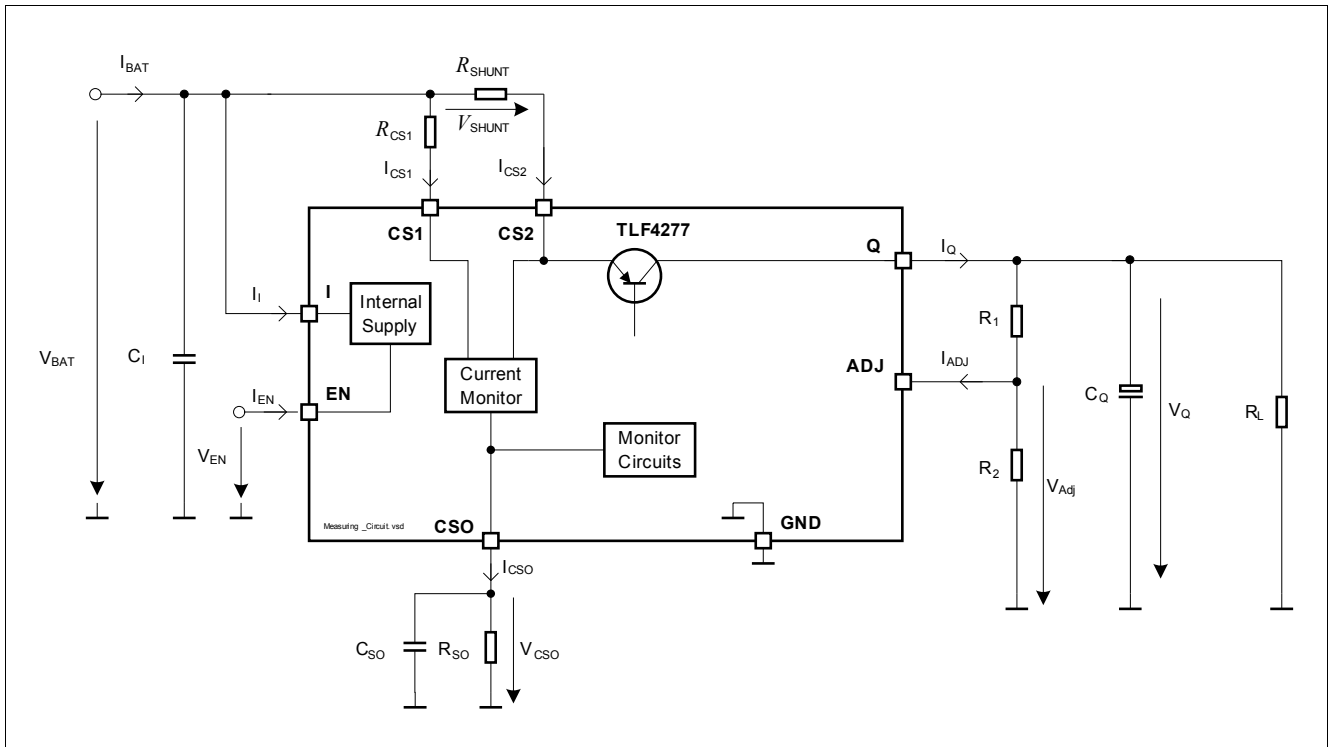 I_BAT
R_SHUNT
V_SHUNT
R_CS1
I_CS1
I_CS2
CS1
CS2
TLF4277
Q
I_Q
I_I
I
Internal
Supply
R_1
V_BAT
C_I
Current
Monitor
ADJ
I_ADJ
I_EN
EN
C_Q
V_Q
R_L
V_EN
Monitor
Circuits
R_2
V_Adj
Measuring _Circuit.vsd
CSO
GND
I_CSO
C_SO
R_SO
V_CSO